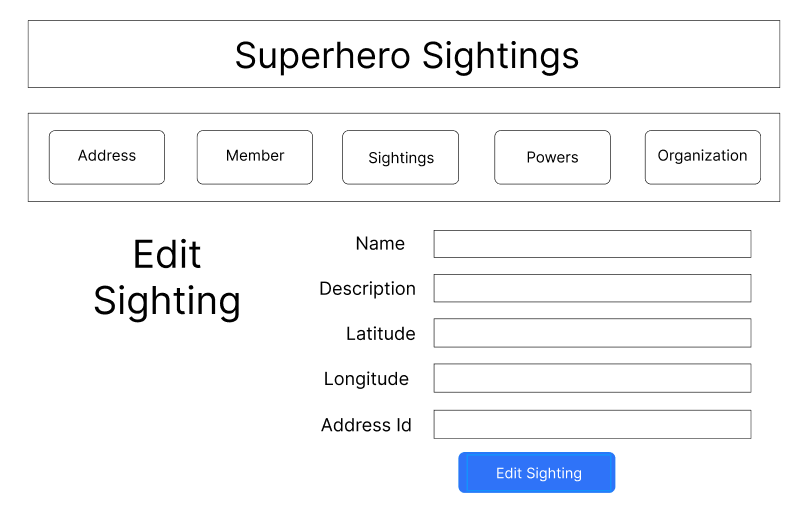 Superhero Sightings
Address
Member
Sightings
Powers
Organization
Edit
Sighting
Name
Description
Latitude
Longitude
Address Id
Edit Sighting